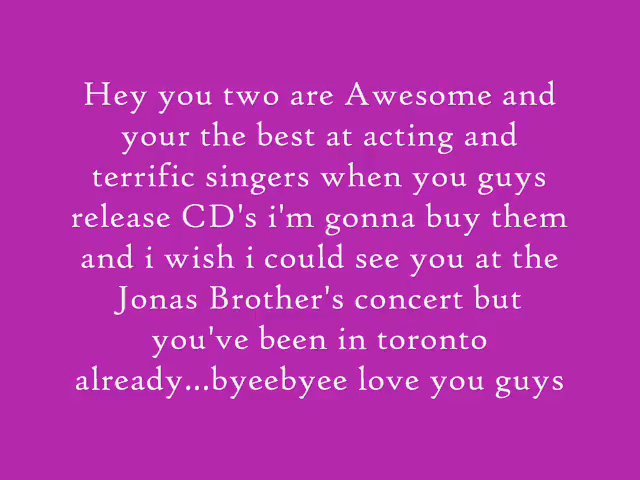 Hey you two are Awesome and
your the best at acting and
terrific singers when you guys
release CD's i'm gonna buy them
and i wish i could see you at the
Jonas Brother's concert but
you've been in toronto
already...byeebyee love you guys